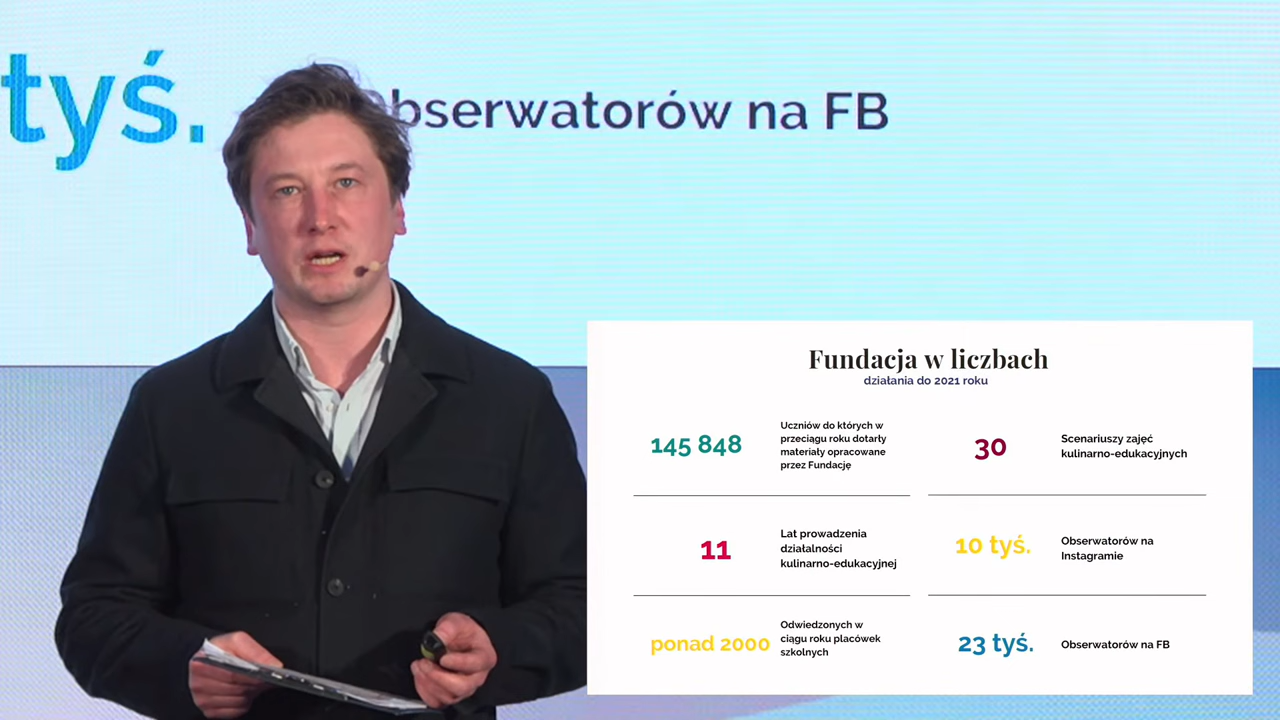 tyś.
obserwatorów na FB
Fundacja w liczbach
działania do 2021 roku
145 848
Uczniów do których w
przeciągu roku dotarły
materiały opracowane
przez Fundację
30
Scenariuszy zajęć
kulinarno-edukacyjnych
11
Lat prowadzenia
działalności
kulinarno-edukacyjnej
10 tyś.
Obserwatorów na
Instagramie
ponad 2000
Odwiedzonych w
ciągu roku placówek
szkolnych
23 tyś.
Obserwatorów na FB